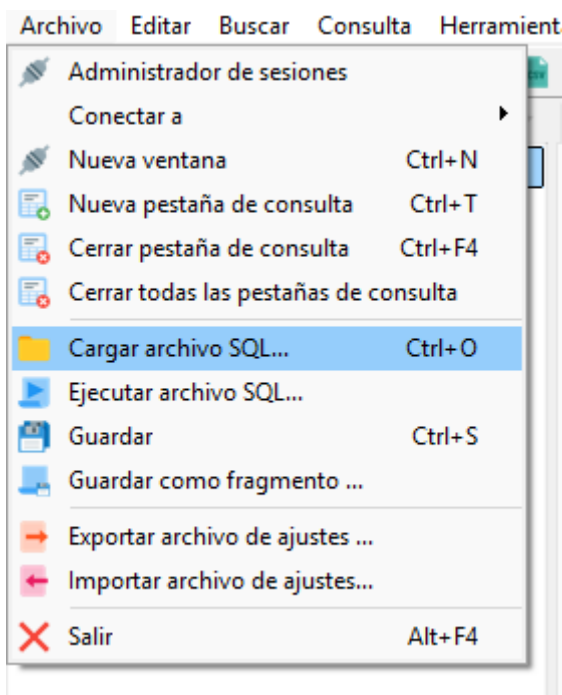 Archivo Editar Buscar Consulta Herramient
Administrador de sesiones
CSV
Conectar a
Nueva ventana Ctrl+N
Nueva pestaña de consulta Ctrl+T
Cerrar pestaña de consulta Ctrl+F4
Cerrar todas las pestañas de consulta
Cargar archivo SQL... Ctrl+O
Ejecutar archivo SQL...
Guardar Ctrl+S
Guardar como fragmento ...
Exportar archivo de ajustes ...
Importar archivo de ajustes...
Salir Alt+F4